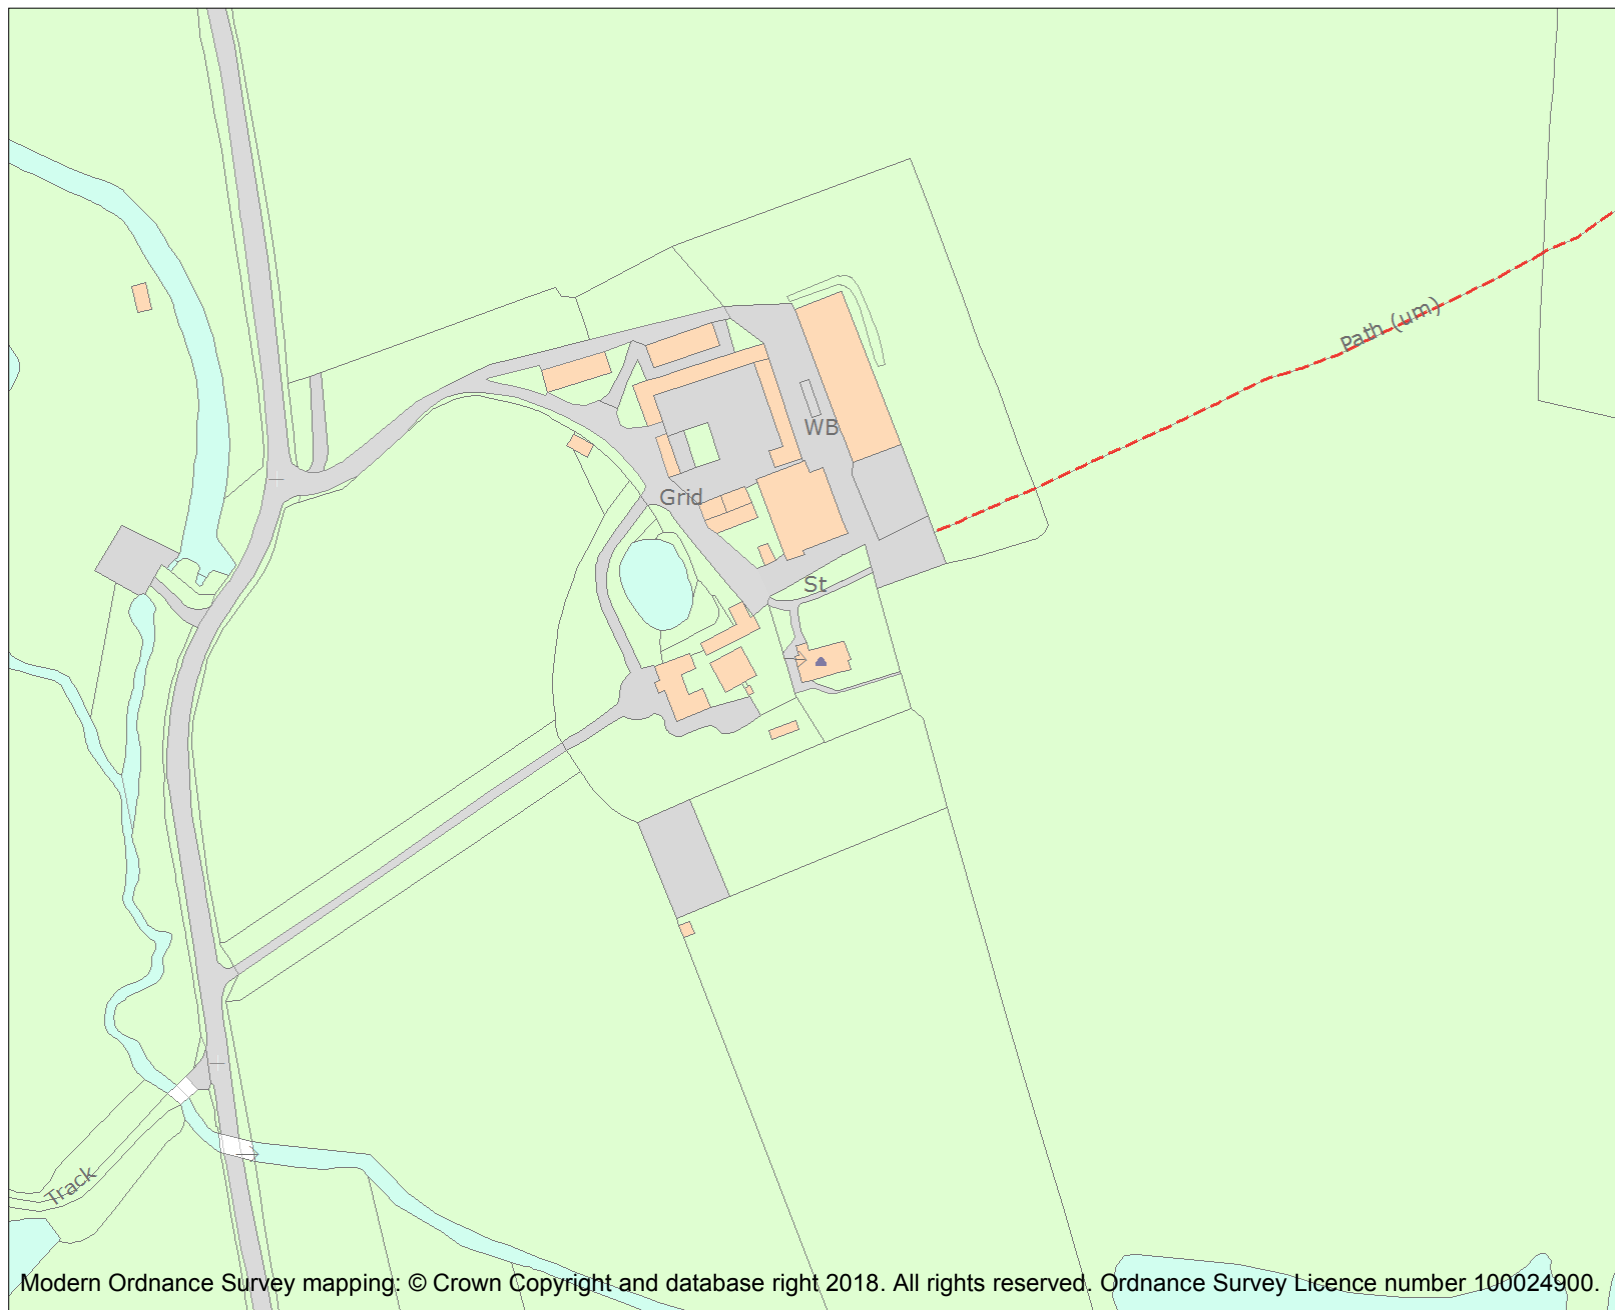 Path (um)
WB
Grid
St
Track
Modern Ordnance Survey mapping: © Crown Copyright and database right 2018. All rights reserved. Ordnance Survey Licence number 100024900.